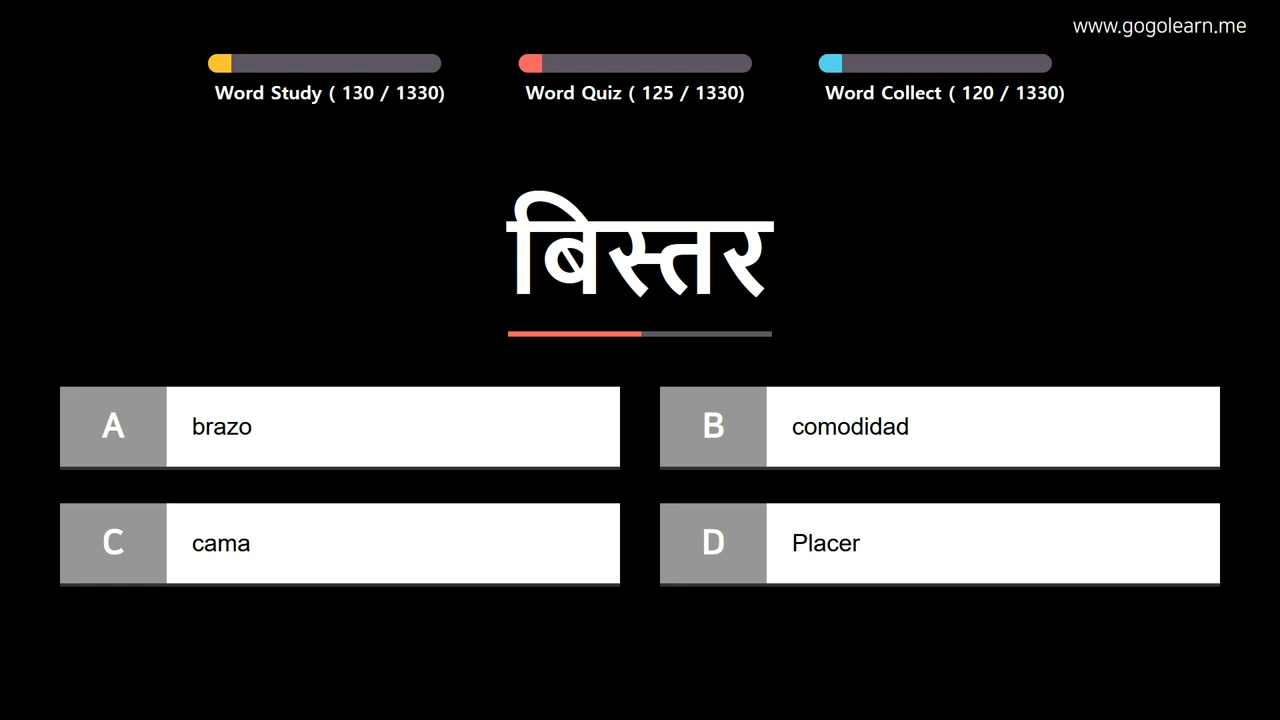 www.gogolearn.me
Word Study ( 130 / 1330)
Word Quiz ( 125 / 1330)
Word Collect ( 120 / 1330)
बिस्तर
A brazo
B comodidad
C cama
D Placer